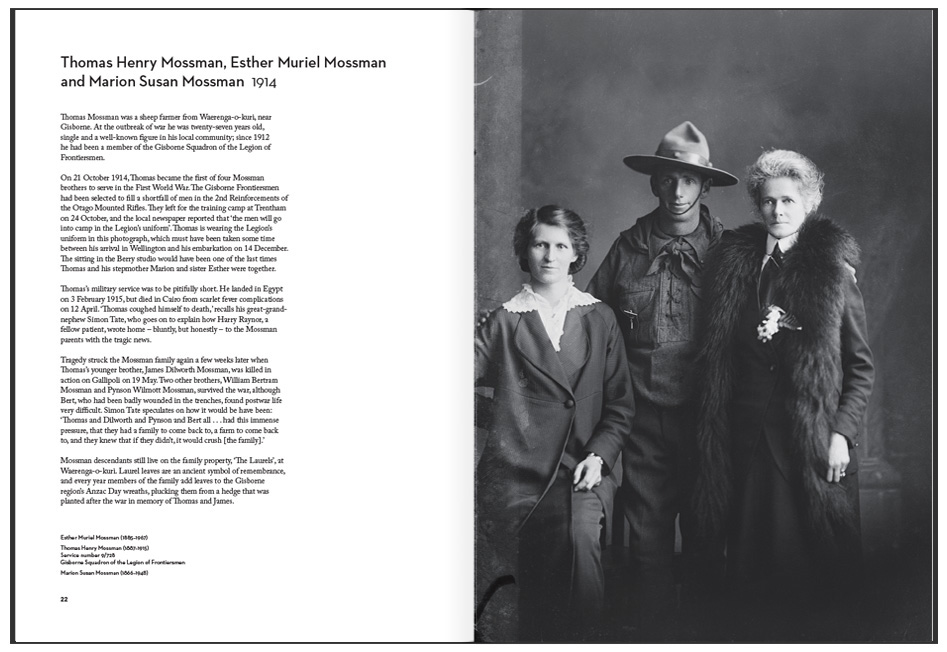 Thomas Henry Mossman, Esther Muriel Mossman
and Marion Susan Mossman 1914
Thomas Mossman was a sheep farmer from Waerenga-o-kuri, near
Gisborne. At the outbreak of war he was twenty-seven years old,
single and a well-known figure in his local community; since 1912
he had been a member of the Gisborne Squadron of the Legion of
Frontiersmen.
On 21 October 1914, Thomas became the first of four Mossman
brothers to serve in the First World War. The Gisborne Frontiersmen
had been selected to fill a shortfall of men in the 2nd Reinforcements of
the Otago Mounted Rifles. They left for the training camp at Trentham
on 24 October, and the local newspaper reported that ‘the men will go
into camp in the Legion’s uniform’. Thomas is wearing the Legion’s
uniform in this photograph, which must have been taken some time
between his arrival in Wellington and his embarkation on 14 December.
The sitting in the Berry studio would have been one of the last times
Thomas and his stepmother Marion and sister Esther were together.
Thomas’s military service was to be pitifully short. He landed in Egypt
on 3 February 1915, but died in Cairo from scarlet fever complications
on 12 April. ‘Thomas coughed himself to death,’ recalls his great-grand-
nephew Simon Tate, who goes on to explain how Harry Raynor, a
fellow patient, wrote home – bluntly, but honestly – to the Mossman
parents with the tragic news.
Tragedy struck the Mossman family again a few weeks later when
Thomas’s younger brother, James Dilworth Mossman, was killed in
action on Gallipoli on 19 May. Two other brothers, William Bertram
Mossman and Pynson Wilmott Mossman, survived the war, although
Bert, who had been badly wounded in the trenches, found postwar life
very difficult. Simon Tate speculates on how it would be have been:
‘Thomas and Dilworth and Pynson and Bert all . . . had this immense
pressure, that they had a family to come back to, a farm to come back
to, and they knew that if they didn’t, it would crush [the family].’
Mossman descendants still live on the family property, ‘The Laurels’, at
Waerenga-o-kuri. Laurel leaves are an ancient symbol of remembrance,
and every year members of the family add leaves to the Gisborne
region’s Anzac Day wreaths, plucking them from a hedge that was
planted after the war in memory of Thomas and James.
Esther Muriel Mossman (1885–1967)
Thomas Henry Mossman (1887–1915)
Service number 9/728
Gisborne Squadron of the Legion of Frontiersmen
Marion Susan Mossman (1866–1948)
22